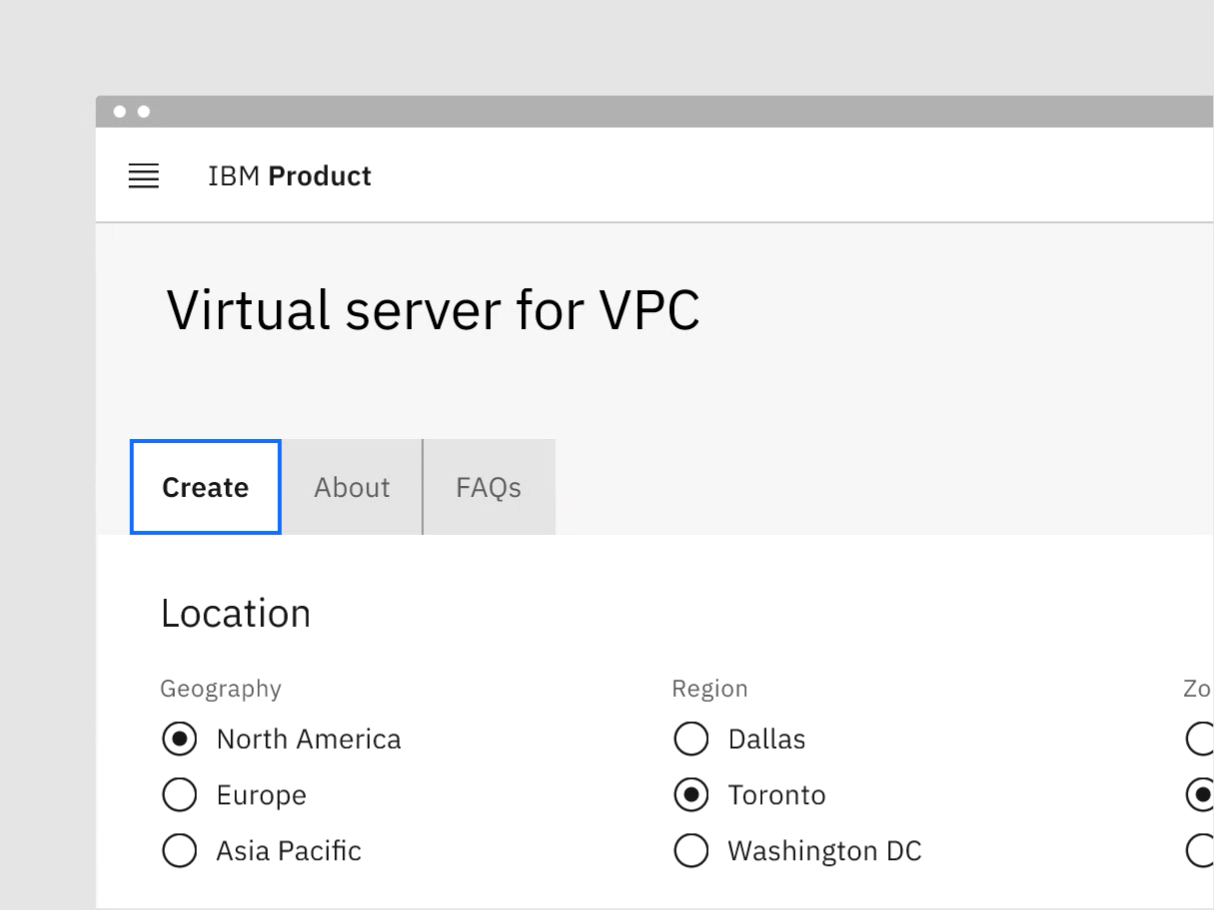 IBM Product
Virtual server for VPC
Create About FAQs
Location
Geography Region Zo
North America Dallas
Europe Toronto
Asia Pacific Washington DC